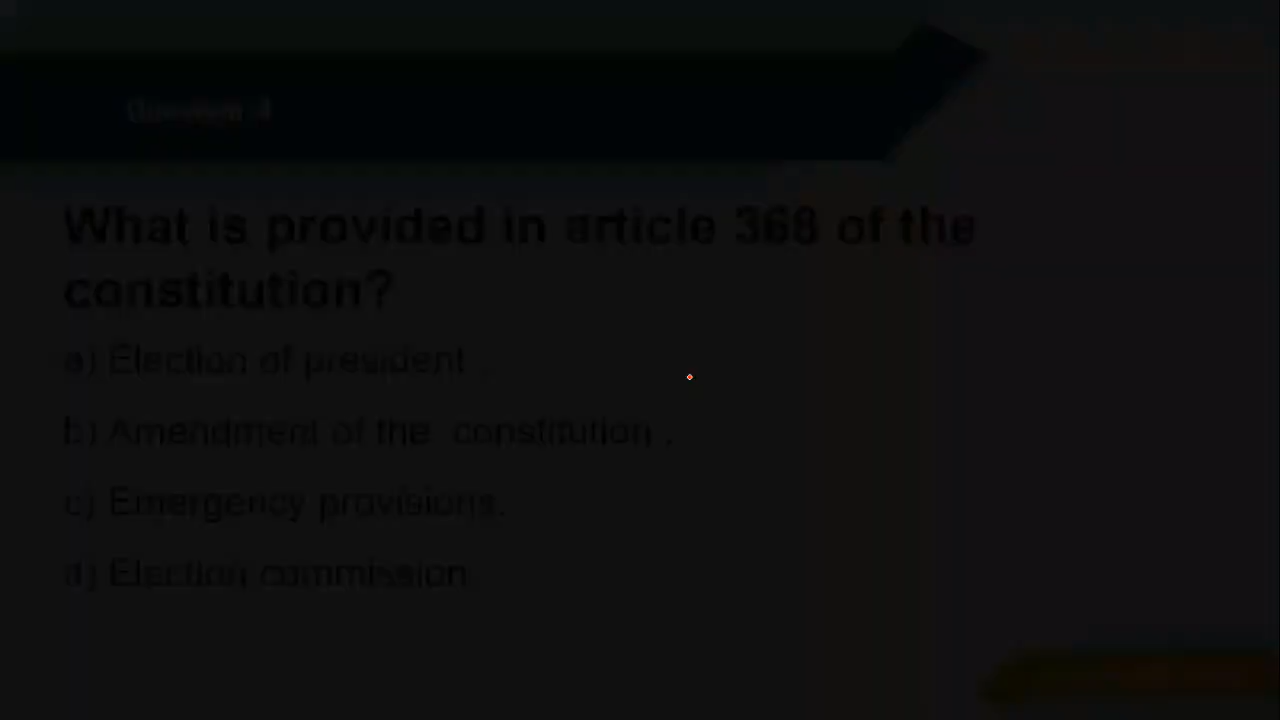 What is provided in article 368 of the
constitution?
a) Election of president .
b) Amendment of the constitution .
c) Emergency provisions.
d) Election commission